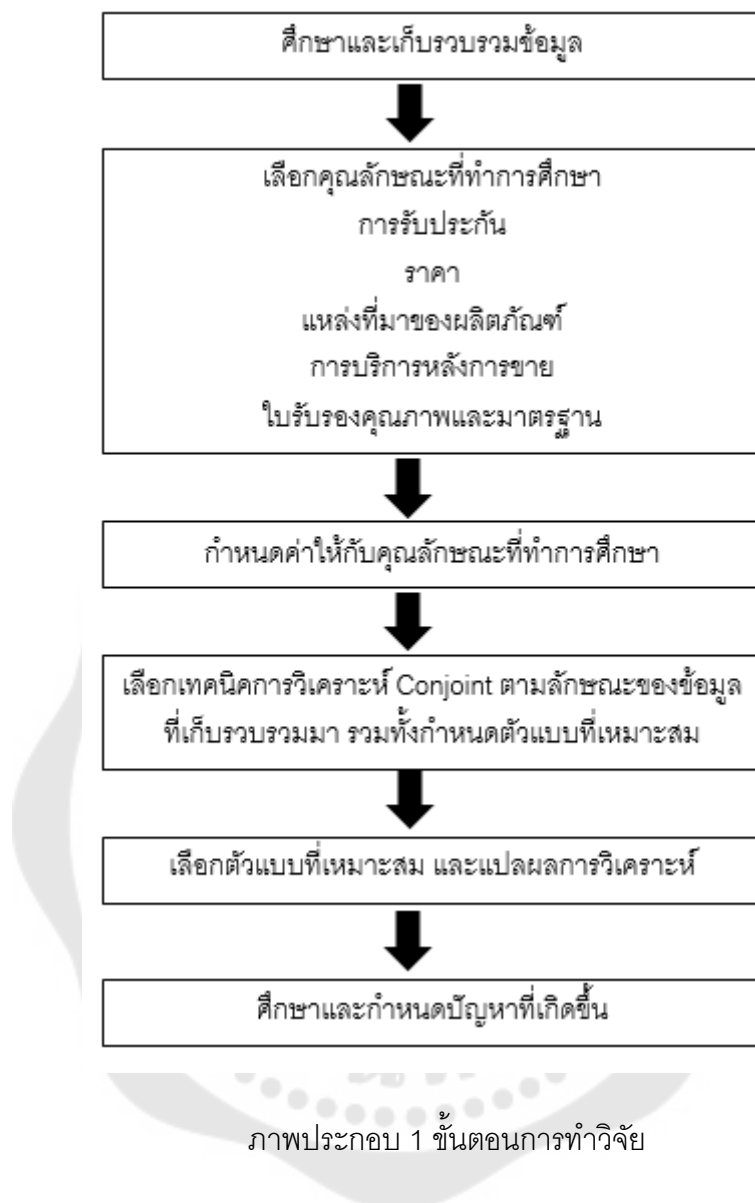 ศึกษาและเก็บรวบรวมข้อมูล
เลือกคุณลักษณะที่ทำการศึกษา
การรับประกัน
ราคา
แหล่งที่มาของผลิตภัณฑ์
การบริการหลังการขาย
ใบรับรองคุณภาพและมาตรฐาน
กำหนดค่าให้กับคุณลักษณะที่ทำการศึกษา
เลือกเทคนิคการวิเคราะห์ Conjoint ตามลักษณะของข้อมูล
ที่เก็บรวบรวมมา รวมทั้งกำหนดตัวแบบที่เหมาะสม
เลือกตัวแบบที่เหมาะสม และแปลผลการวิเคราะห์
ศึกษาและกำหนดปัญหาที่เกิดขึ้น
ภาพประกอบ 1 ขั้นตอนการทำวิจัย